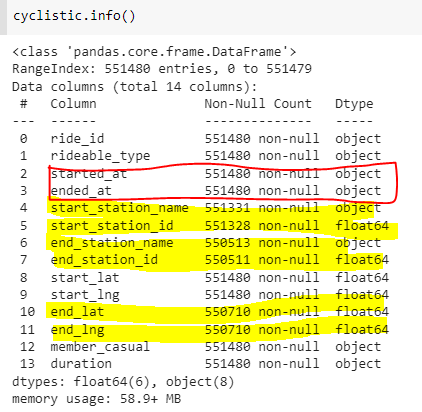 cyclistic.info()
<class 'pandas.core.frame.DataFrame'>
RangeIndex: 551480 entries, 0 to 551479
Data columns (total 14 columns):
 #   Column              Non-Null Count   Dtype
---  ------              --------------   -----
 0   ride_id             551480 non-null  object
 1   rideable_type       551480 non-null  object
 2   started_at          551480 non-null  object
 3   ended_at            551480 non-null  object
 4   start_station_name  551331 non-null  object
 5   start_station_id    551328 non-null  float64
 6   end_station_name    550513 non-null  object
 7   end_station_id      550511 non-null  float64
 8   start_lat           551480 non-null  float64
 9   start_lng           551480 non-null  float64
 10  end_lat             550710 non-null  float64
 11  end_lng             550710 non-null  float64
 12  member_casual       551480 non-null  object
 13  duration            551480 non-null  object
dtypes: float64(6), object(8)
memory usage: 58.9+ MB